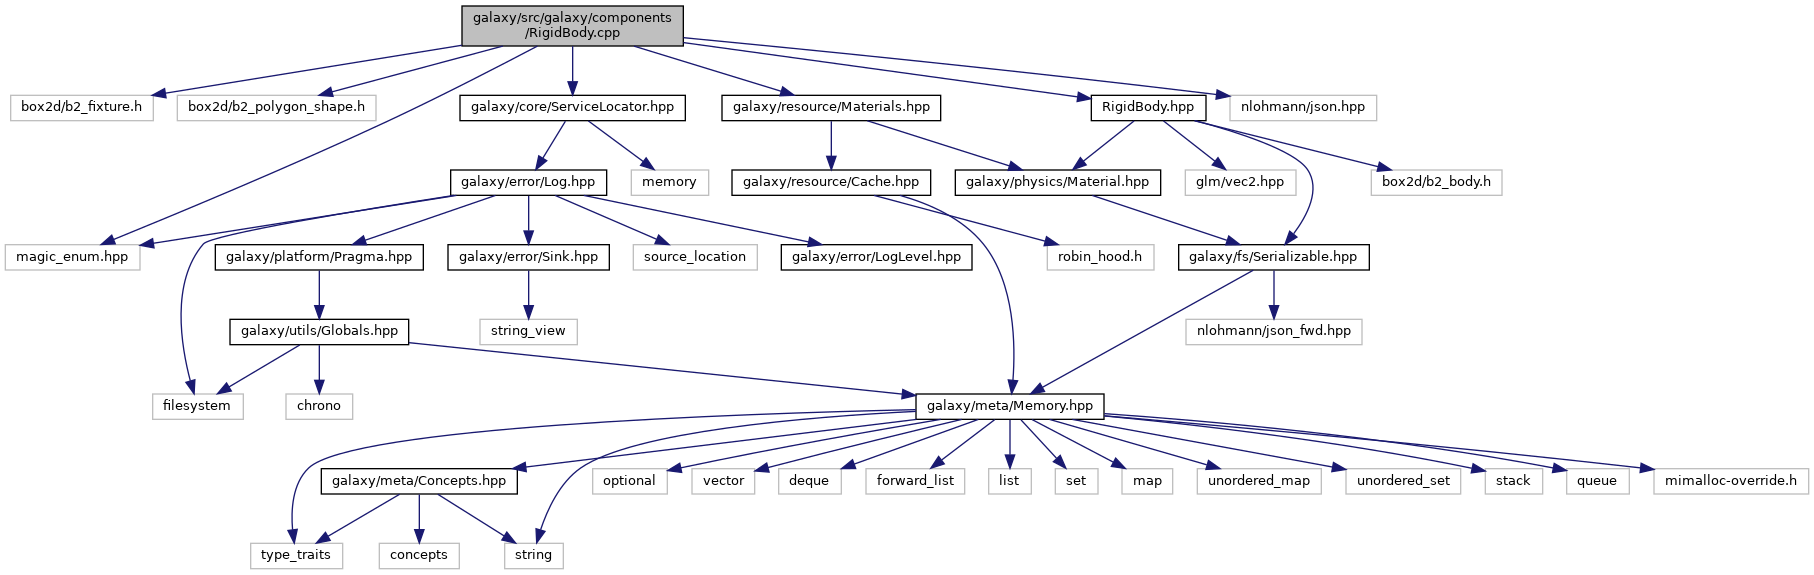 galaxy/src/galaxy/components
/RigidBody.cpp
box2d/b2_fixture.h
box2d/b2_polygon_shape.h
galaxy/core/ServiceLocator.hpp
galaxy/resource/Materials.hpp
RigidBody.hpp
nlohmann/json.hpp
galaxy/error/Log.hpp
memory
galaxy/resource/Cache.hpp
galaxy/physics/Material.hpp
glm/vec2.hpp
box2d/b2_body.h
magic_enum.hpp
galaxy/platform/Pragma.hpp
galaxy/error/Sink.hpp
source_location
galaxy/error/LogLevel.hpp
robin_hood.h
galaxy/fs/Serializable.hpp
galaxy/utils/Globals.hpp
string_view
nlohmann/json_fwd.hpp
filesystem
chrono
galaxy/meta/Memory.hpp
galaxy/meta/Concepts.hpp
optional
vector
deque
forward_list
list
set
map
unordered_map
unordered_set
stack
queue
mimalloc-override.h
type_traits
concepts
string